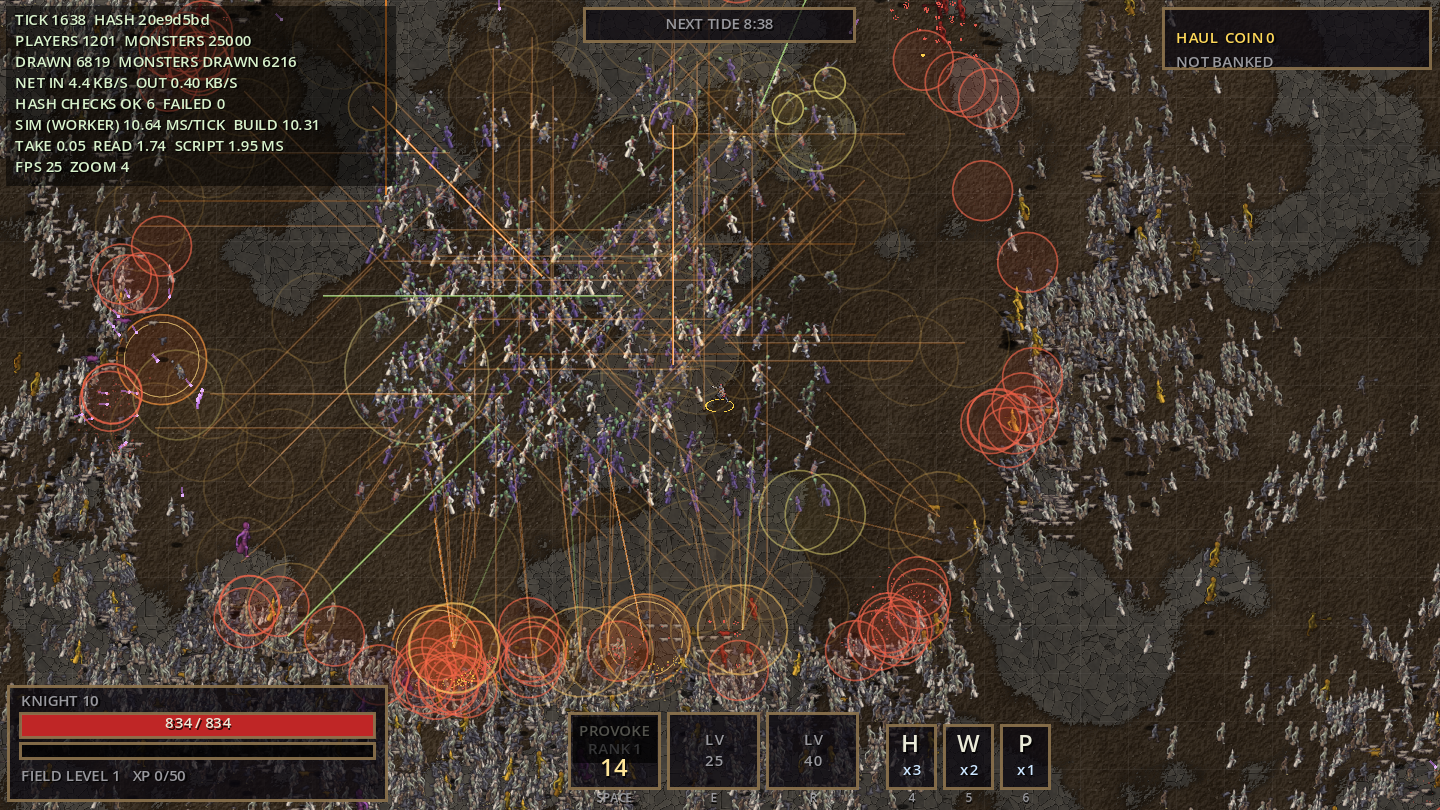 TICK 1638 HASH 20e9d5bd
PLAYERS 1201 MONSTERS 25000
DRAWN 6819 MONSTERS DRAWN 6216
NET IN 4.4 KB/S OUT 0.40 KB/S
HASH CHECKS OK 6 FAILED 0
SIM (WORKER) 10.64 MS/TICK BUILD 10.31
TAKE 0.05 READ 1.74 SCRIPT 1.95 MS
FPS 25 ZOOM 4
NEXT TIDE 8:38
HAUL COIN 0
NOT BANKED
KNIGHT 10
834 / 834
FIELD LEVEL 1 XP 0/50
PROVOKE
RANK 1
14
SPACE
LV
25
E
LV
40
R
H
x3
4
W
x2
5
P
x1
6